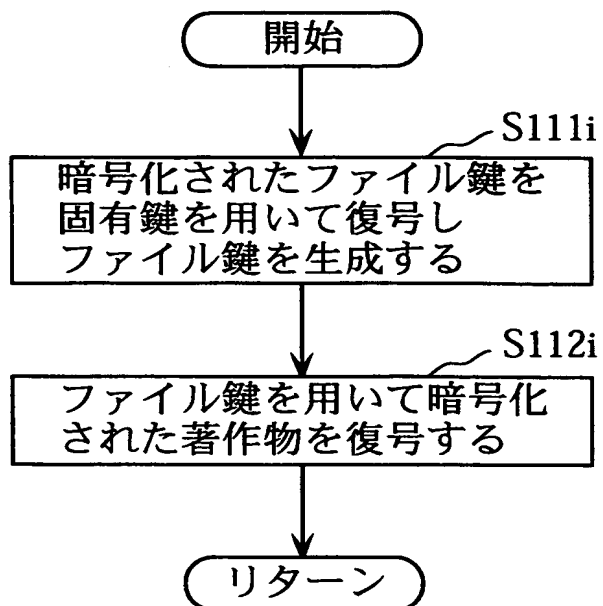 開始
S111i
暗号化されたファイル鍵を
固有鍵を用いて復号し
ファイル鍵を生成する
S112i
ファイル鍵を用いて暗号化
された著作物を復号する
リターン